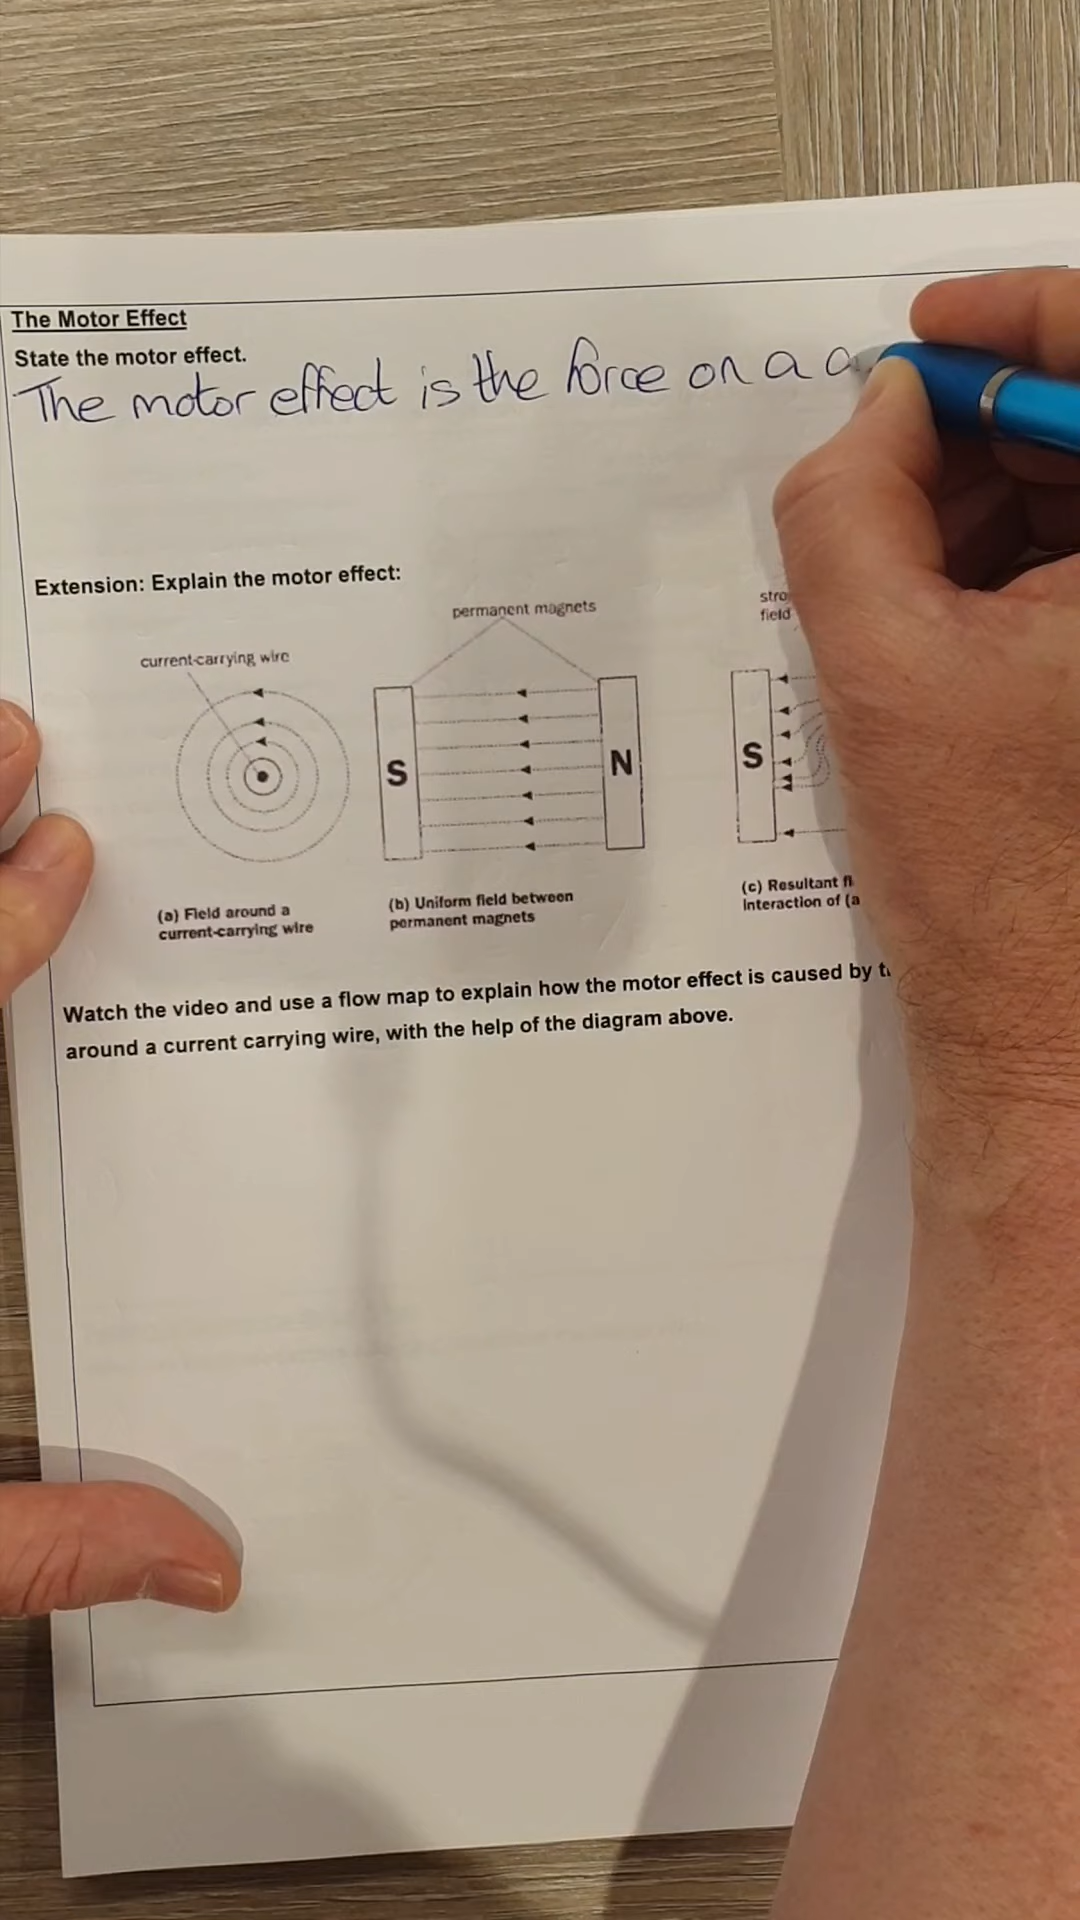 The Motor Effect
State the motor effect.
The motor effect is the force on a
Extension: Explain the motor effect:
permanent magnets
current-carrying wire
field
S
N
S
(a) Field around a
current-carrying wire
(b) Uniform field between
permanent magnets
(c) Resultant
Interaction of (a
Watch the video and use a flow map to explain how the motor effect is caused by
around a current carrying wire, with the help of the diagram above.